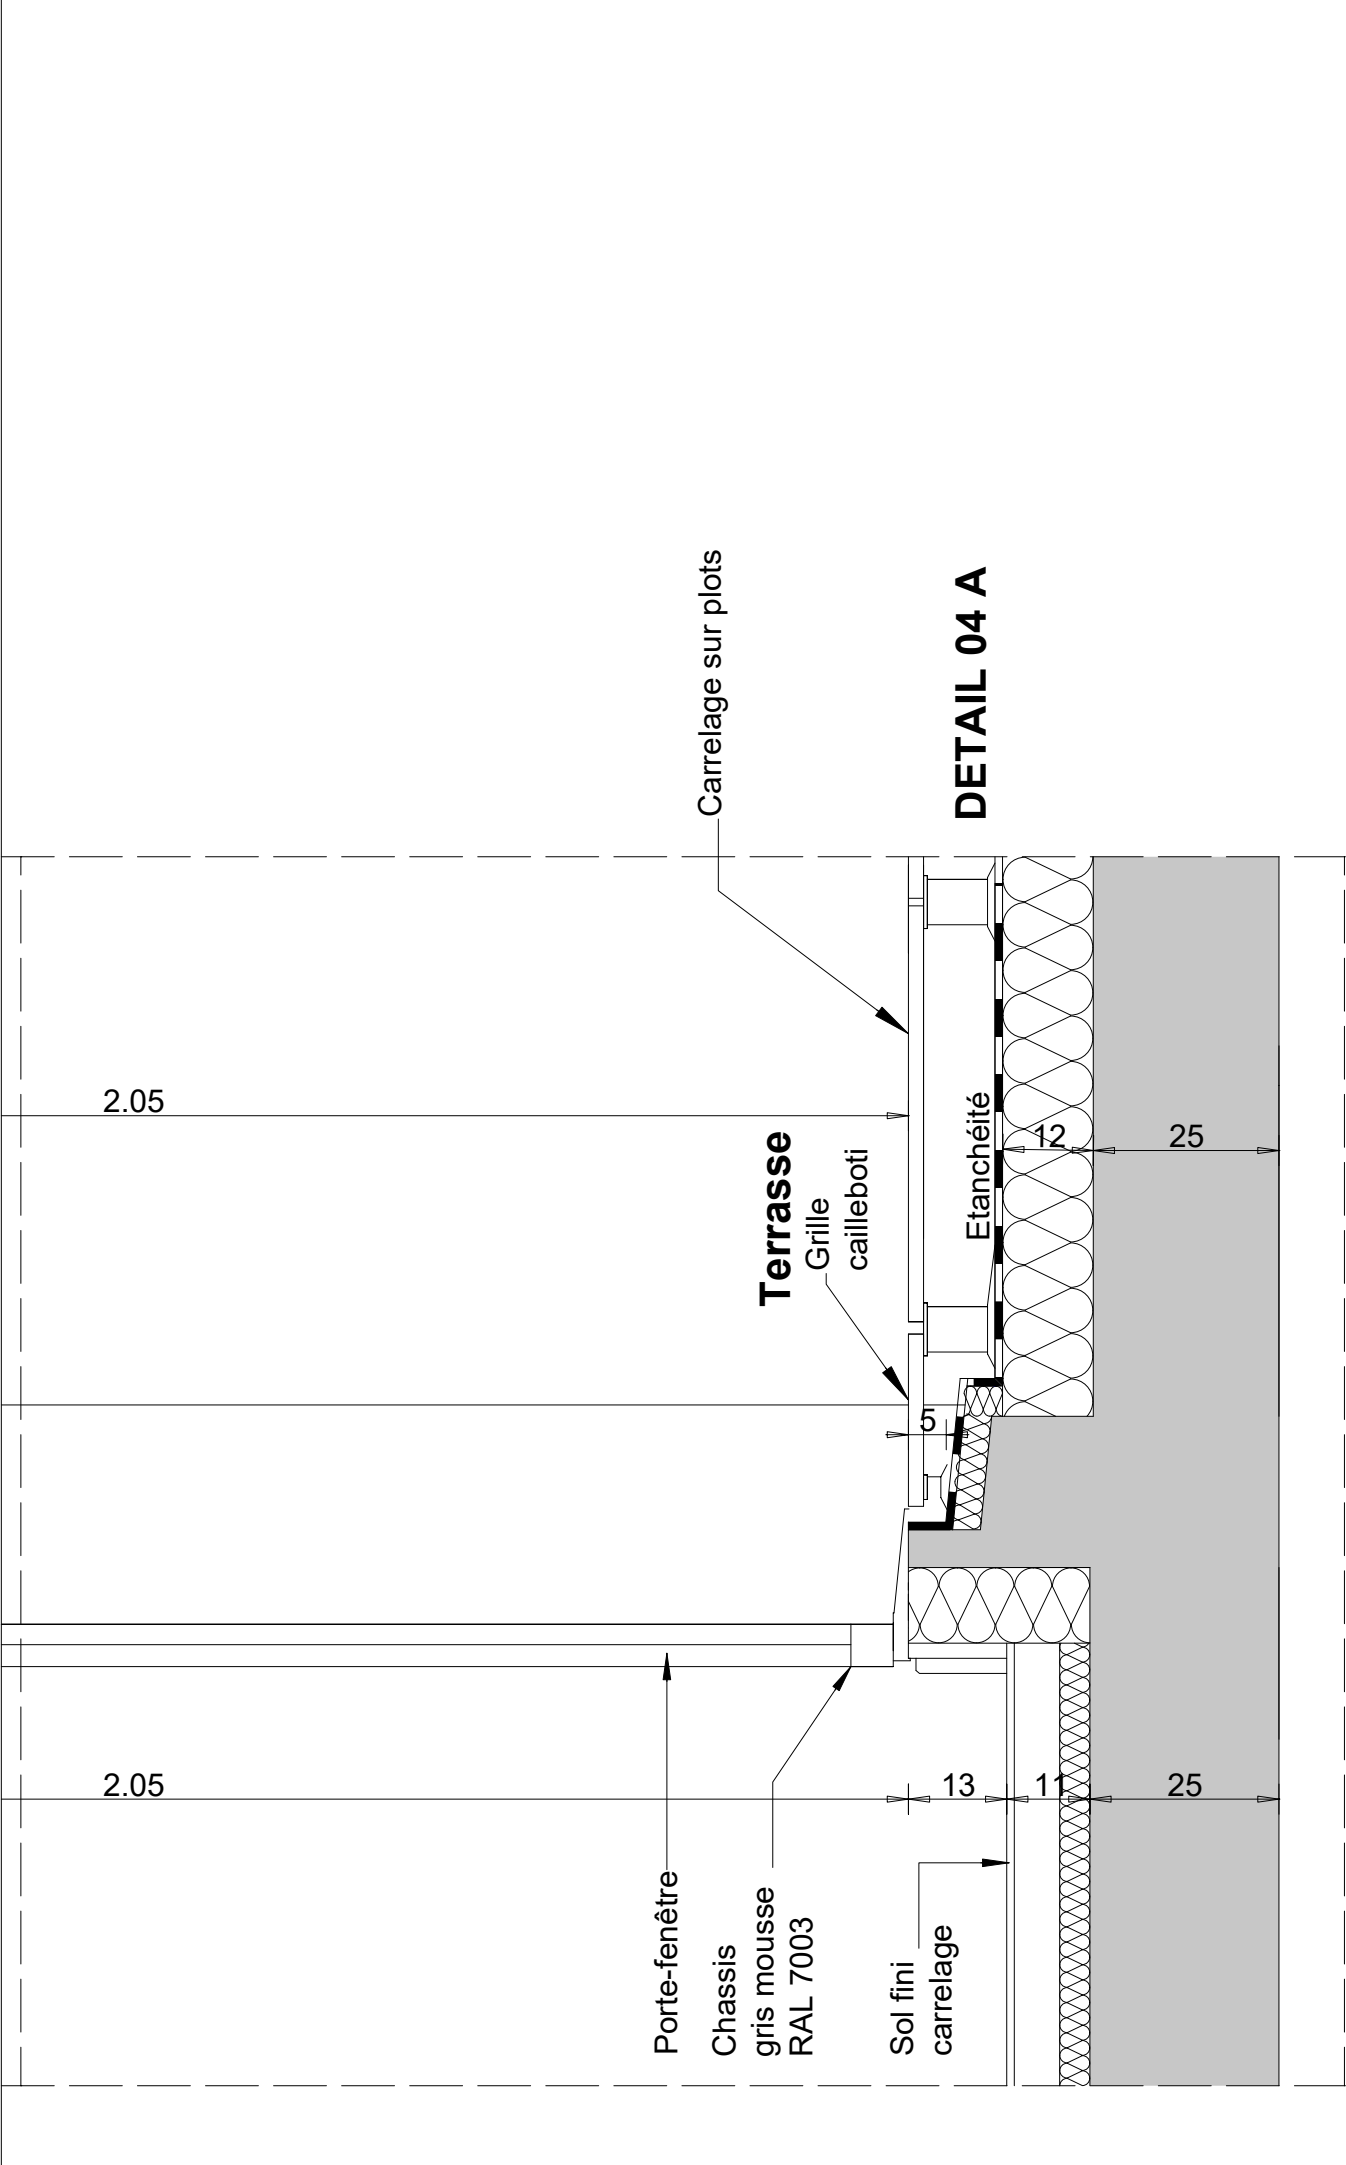 2.05
2.05
Porte-fenêtre
Chassis
gris mousse
RAL 7003
Carrelage sur plots
Terrasse
Grille
cailleboti
Sol fini
carrelage
5
13
11
25
Etanchéité
12
25
DETAIL 04 A